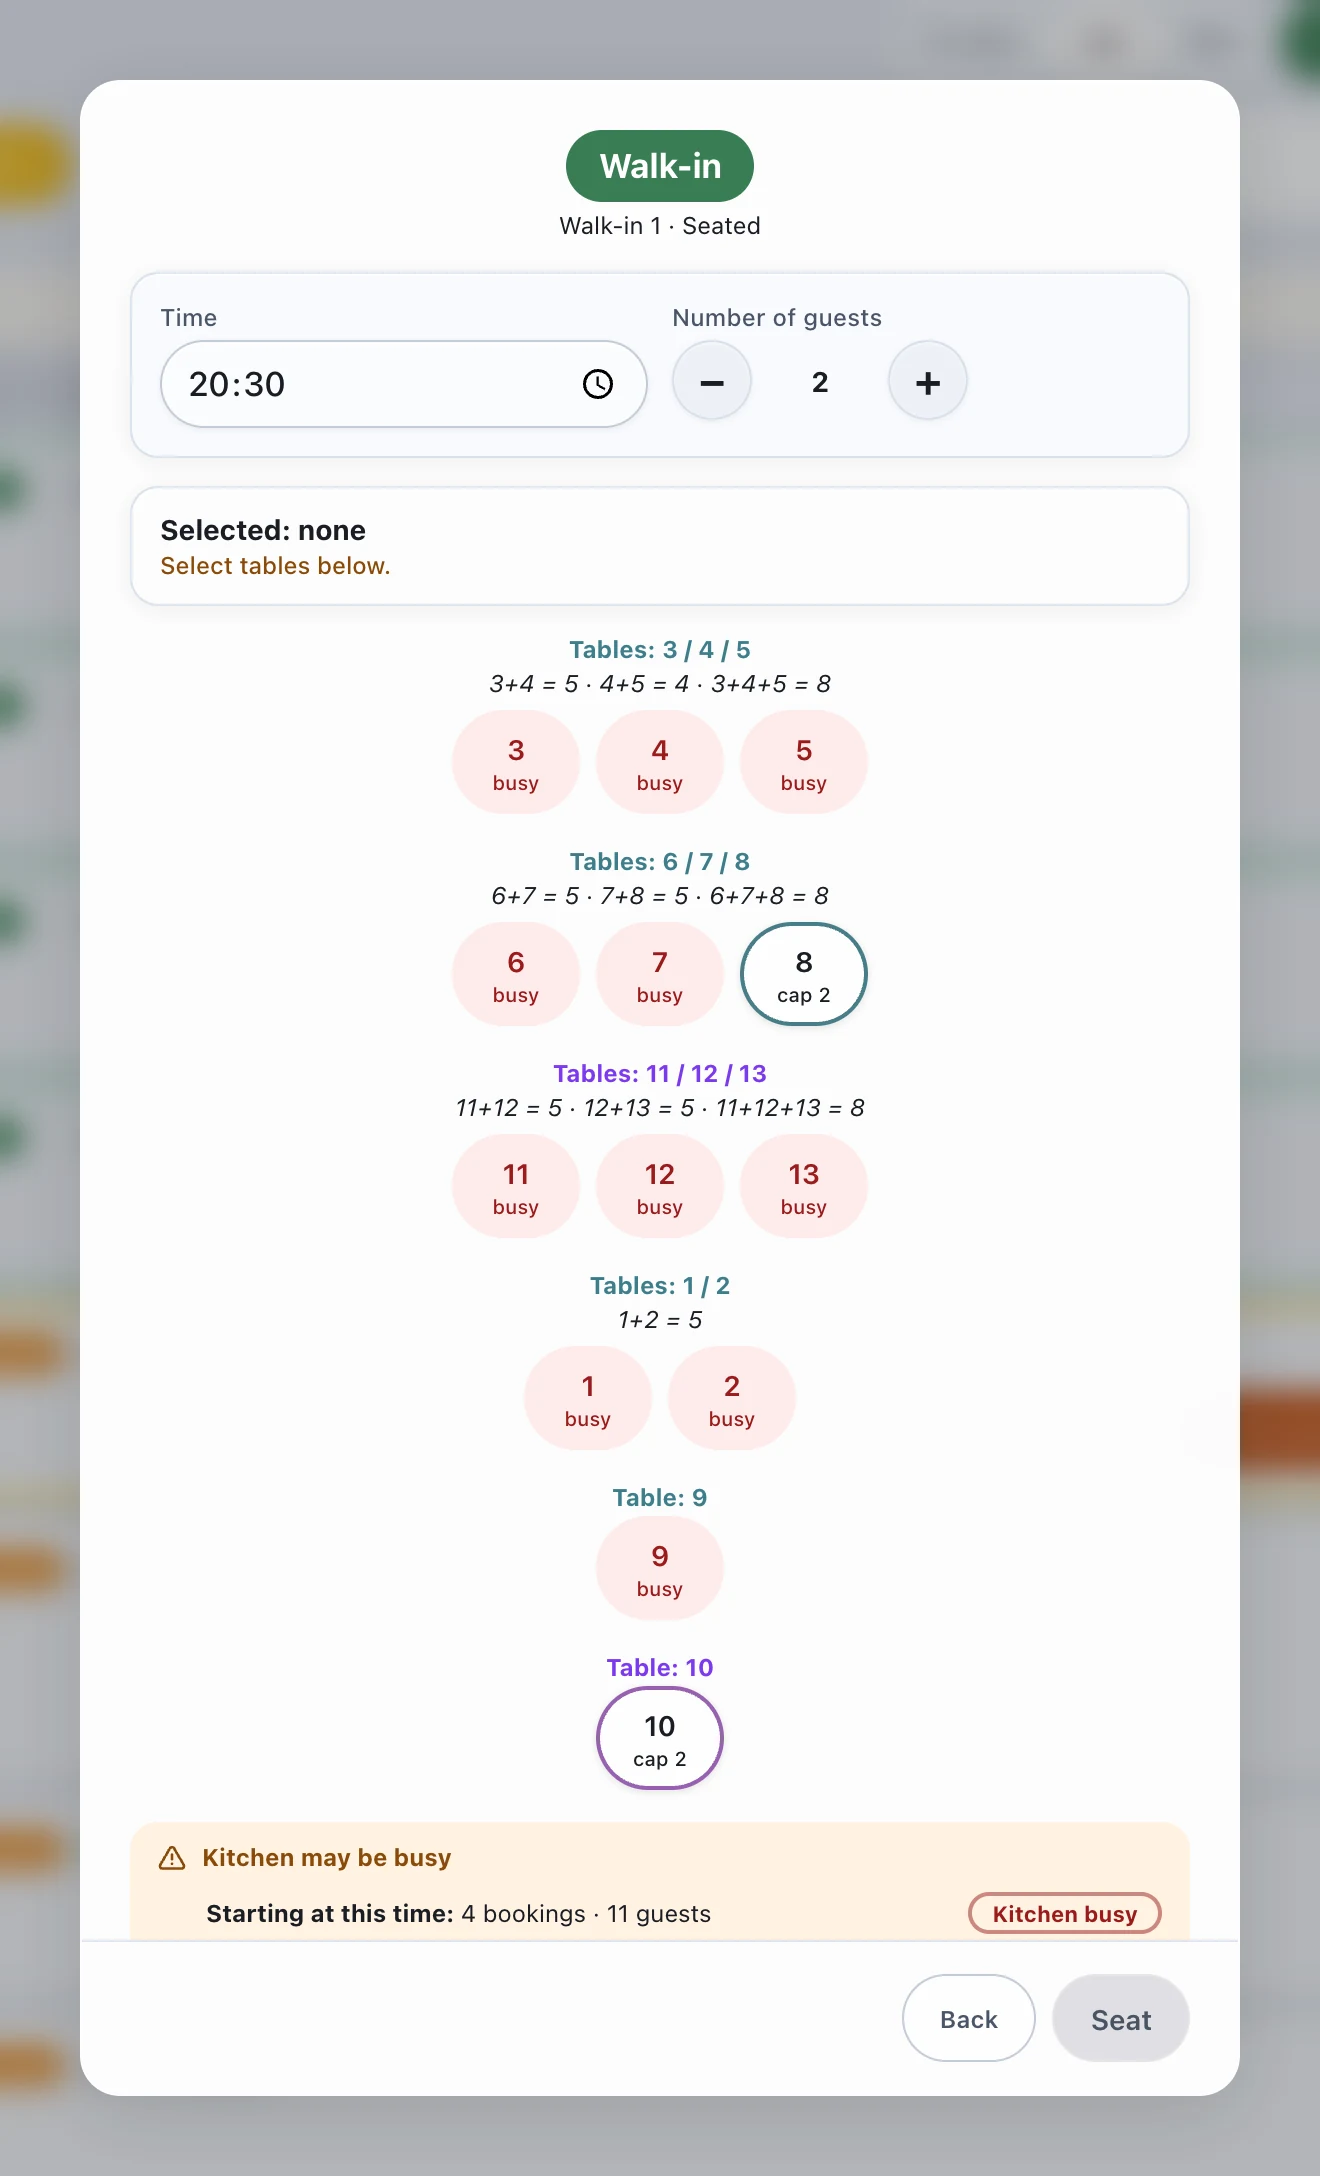 Walk-in
Walk-in 1 · Seated
Time
Number of guests
20:30
2
Selected: none
Select tables below.
Tables: 3 / 4 / 5
3+4 = 5 · 4+5 = 4 · 3+4+5 = 8
3 4 5
busy busy busy
Tables: 6 / 7 / 8
6+7 = 5 · 7+8 = 5 · 6+7+8 = 8
6 7 8
busy busy cap 2
Tables: 11 / 12 / 13
11+12 = 5 · 12+13 = 5 · 11+12+13 = 8
11 12 13
busy busy busy
Tables: 1 / 2
1+2 = 5
1 2
busy busy
Table: 9
9
busy
Table: 10
10
cap 2
Kitchen may be busy
Starting at this time: 4 bookings · 11 guests
Kitchen busy
Back
Seat